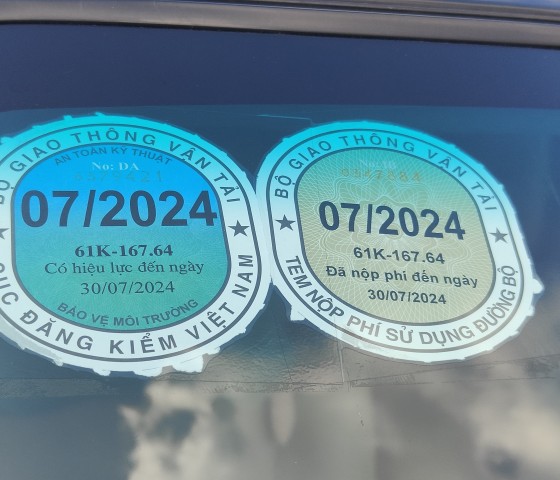 BỘ GIAO THÔNG VẬN TẢI
AN TOÀN KỸ THUẬT
No: DA
07/2024
61K-167.64
Có hiệu lực đến ngày
30/07/2024
BẢO VỆ MÔI TRƯỜNG
CỤC ĐĂNG KIỂM VIỆT NAM
BỘ GIAO THÔNG VẬN TẢI
07/2024
61K-167.64
Đã nộp phí đến ngày
30/07/2024
TEM NỘP PHÍ SỬ DỤNG ĐƯỜNG BỘ